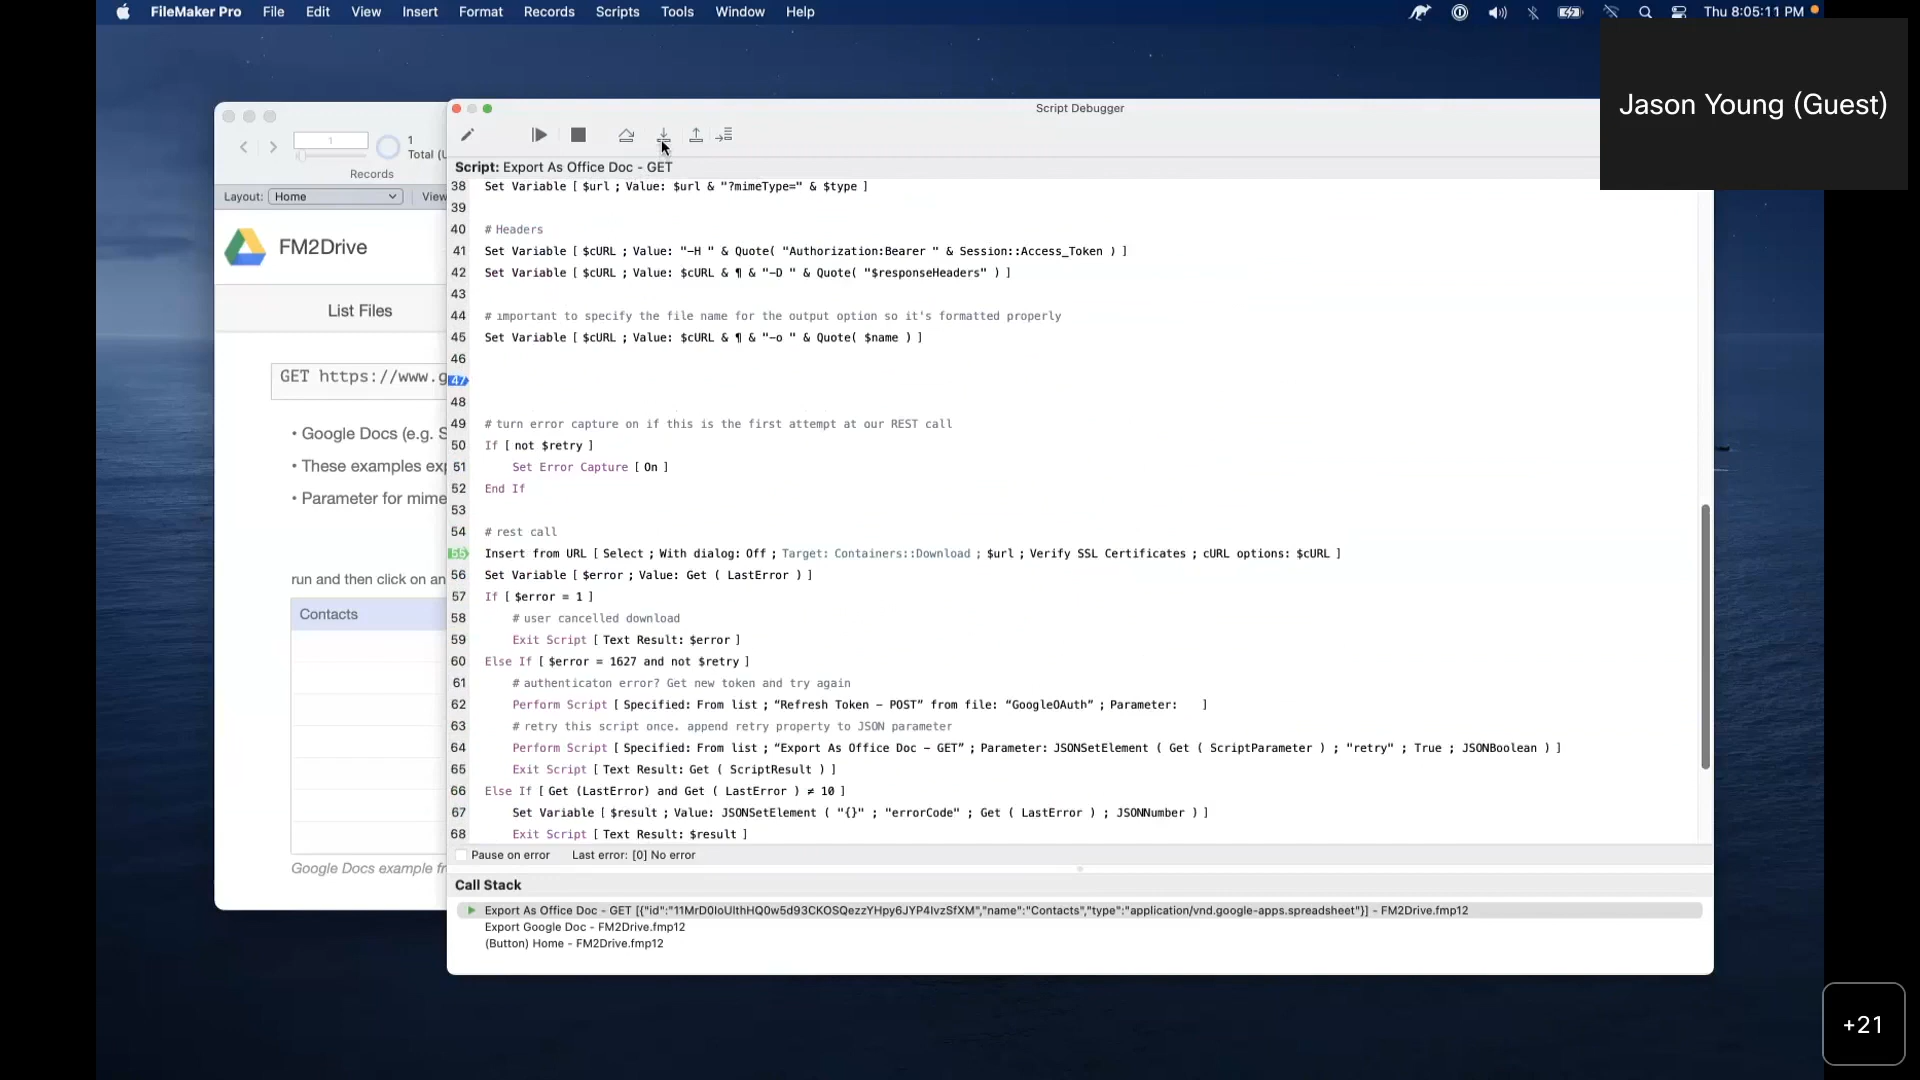 FileMaker Pro File Edit View Insert Format Records Scripts Tools Window Help Thu 8:05:11 PM
Jason Young (Guest)
Script Debugger
1
1
Total (U
Records
Layout: Home View
FM2Drive
List Files
GET https://www.g
• Google Docs (e.g. S
• These examples exp
• Parameter for mime
run and then click on an
Contacts
Google Docs example fr
Script: Export As Office Doc - GET
38 Set Variable [ $url ; Value: $url & "?mimeType=" & $type ]
39
40 # Headers
41 Set Variable [ $cURL ; Value: "-H " & Quote( "Authorization:Bearer " & Session::Access_Token ) ]
42 Set Variable [ $cURL ; Value: $cURL & ¶ & "-D " & Quote( "$responseHeaders" ) ]
43
44 # important to specify the file name for the output option so it's formatted properly
45 Set Variable [ $cURL ; Value: $cURL & ¶ & "-o " & Quote( $name ) ]
46
47
48
49 # turn error capture on if this is the first attempt at our REST call
50 If [ not $retry ]
51 Set Error Capture [ On ]
52 End If
53
54 # rest call
55 Insert from URL [ Select ; With dialog: Off ; Target: Containers::Download ; $url ; Verify SSL Certificates ; cURL options: $cURL ]
56 Set Variable [ $error ; Value: Get ( LastError ) ]
57 If [ $error = 1 ]
58 # user cancelled download
59 Exit Script [ Text Result: $error ]
60 Else If [ $error = 1627 and not $retry ]
61 # authenticaton error? Get new token and try again
62 Perform Script [ Specified: From list ; “Refresh Token - POST” from file: “GoogleOAuth” ; Parameter: ]
63 # retry this script once. append retry property to JSON parameter
64 Perform Script [ Specified: From list ; “Export As Office Doc - GET” ; Parameter: JSONSetElement ( Get ( ScriptParameter ) ; "retry" ; True ; JSONBoolean ) ]
65 Exit Script [ Text Result: Get ( ScriptResult ) ]
66 Else If [ Get (LastError) and Get ( LastError ) ≠ 10 ]
67 Set Variable [ $result ; Value: JSONSetElement ( "{}" ; "errorCode" ; Get ( LastError ) ; JSONNumber ) ]
68 Exit Script [ Text Result: $result ]
Pause on error Last error: [0] No error
Call Stack
Export As Office Doc - GET [{"id":"11MrD0IoUIthHQ0w5d93CKOSQezzYHpy6JYP4IvzSfXM","name":"Contacts","type":"application/vnd.google-apps.spreadsheet"}] - FM2Drive.fmp12
Export Google Doc - FM2Drive.fmp12
(Button) Home - FM2Drive.fmp12
+21